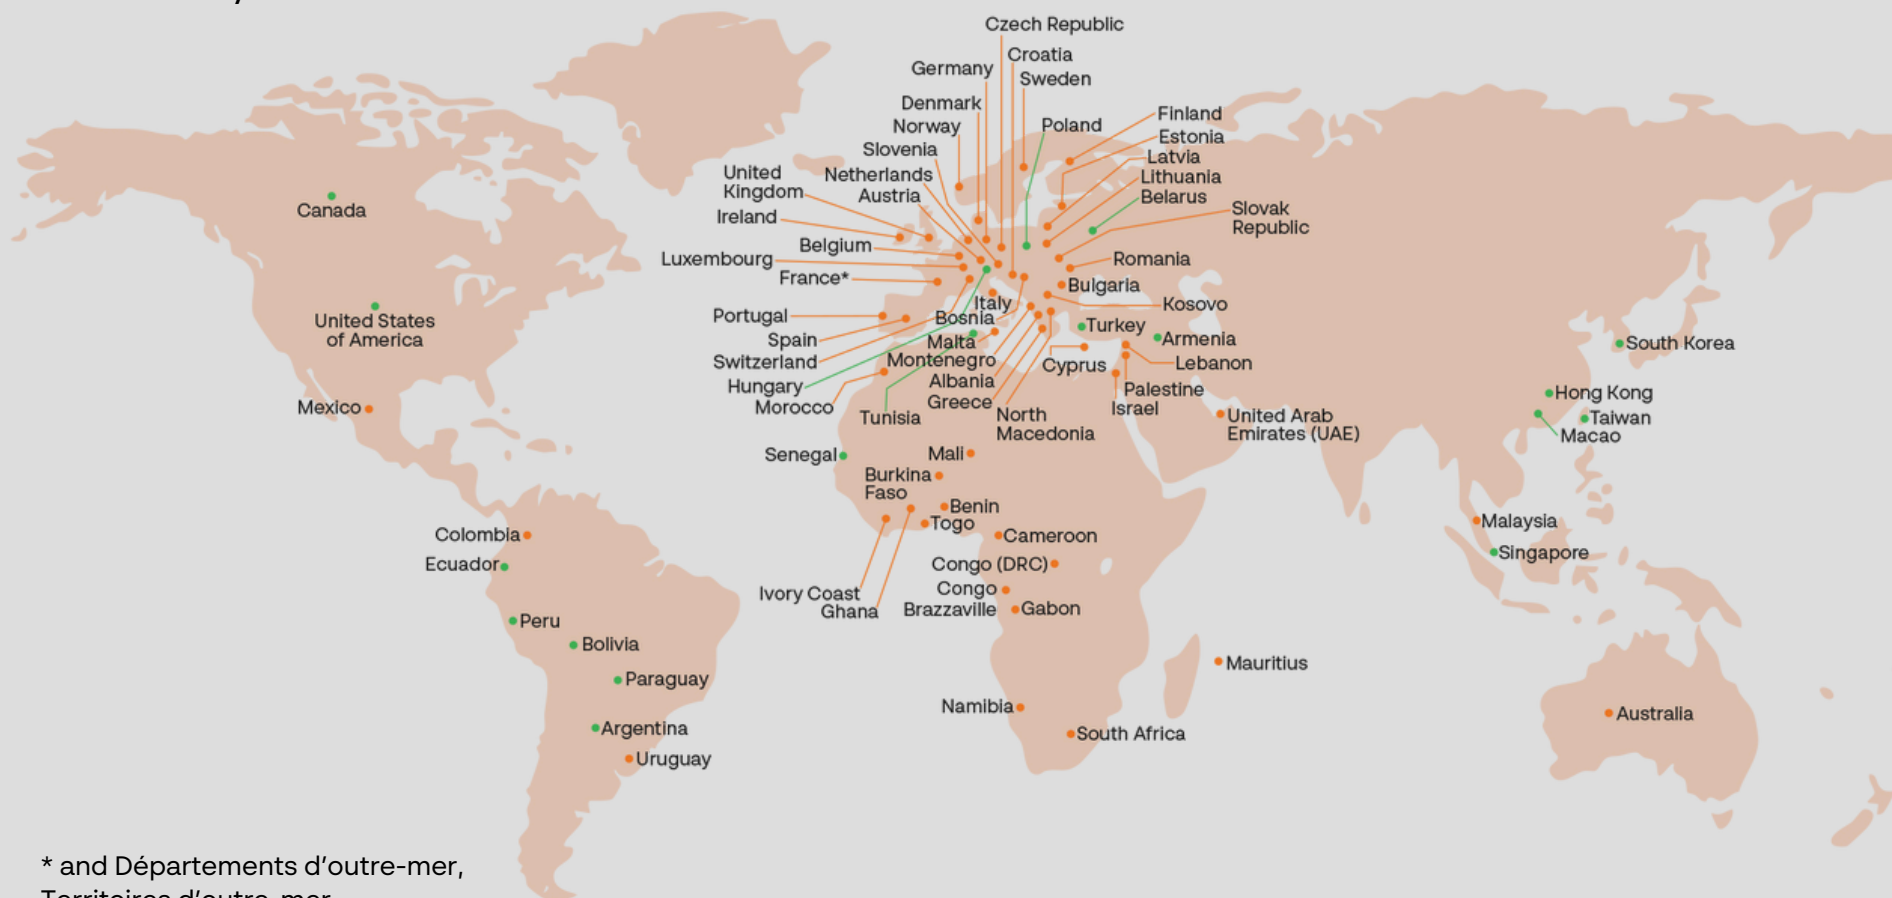 Czech Republic
Croatia
Germany
Sweden
Denmark
Finland
Norway
Poland
Estonia
Slovenia
Latvia
United
Kingdom
Netherlands
Lithuania
Austria
Belarus
Canada
Ireland
Slovak
Republic
Belgium
Luxembourg
Romania
France*
Bulgaria
Italy
Kosovo
Portugal
Bosnia
United States
of America
Turkey
Spain
Malta
Armenia
South Korea
Switzerland
Montenegro
Cyprus
Lebanon
Hungary
Albania
Palestine
Hong Kong
Mexico
Morocco
Greece
Israel
Tunisia
North
Macedonia
United Arab
Emirates (UAE)
Taiwan
Macao
Senegal
Mali
Burkina
Faso
Benin
Togo
Malaysia
Colombia
Cameroon
Singapore
Ecuador
Congo (DRC)
Ivory Coast
Congo
Brazzaville
Ghana
Gabon
Peru
Bolivia
Mauritius
Paraguay
Namibia
Australia
Argentina
South Africa
Uruguay
* and Départements d’outre-mer,
Territoires d’outre-mer